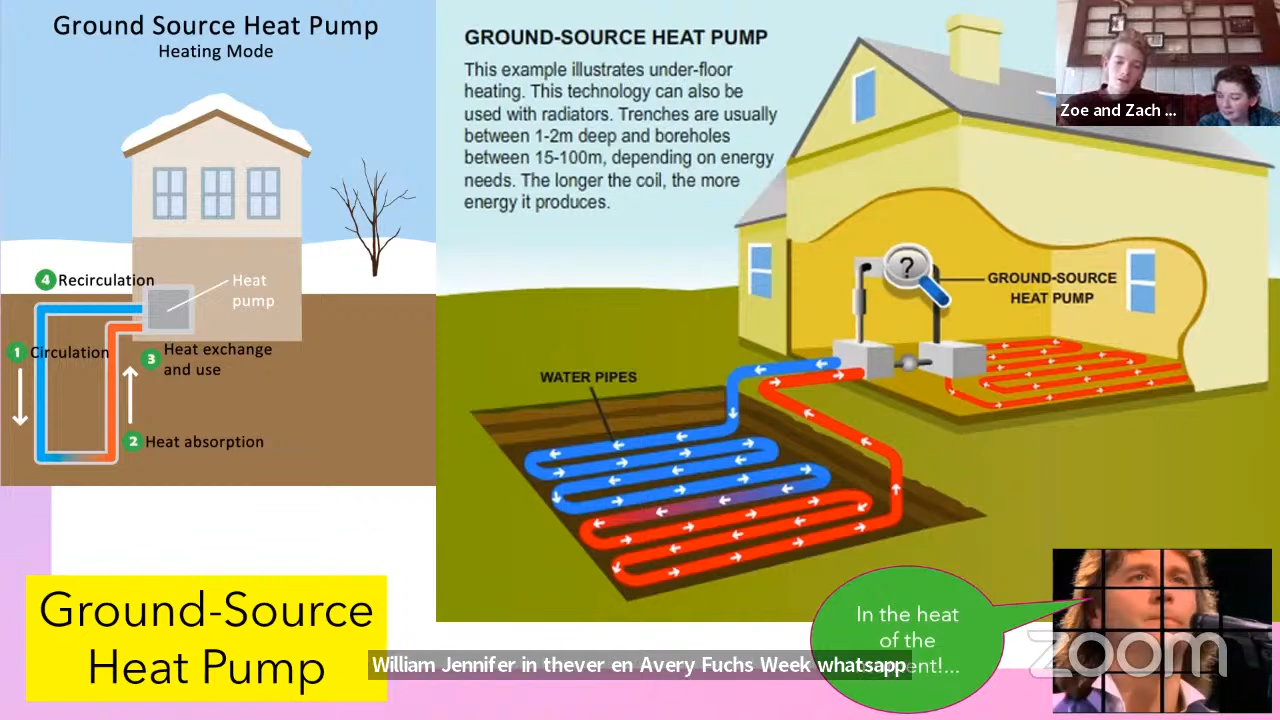 Ground Source Heat Pump
Heating Mode
4 Recirculation
Heat
pump
1 Circulation
3 Heat exchange
and use
2 Heat absorption
Ground-Source
Heat Pump
GROUND-SOURCE HEAT PUMP
This example illustrates under-floor
heating. This technology can also be
used with radiators. Trenches are usually
between 1-2m deep and boreholes
between 15-100m, depending on energy
needs. The longer the coil, the more
energy it produces.
?
GROUND-SOURCE
HEAT PUMP
WATER PIPES
Zoe and Zach ...
In the heat
of the
William Jennifer in thever en Avery Fuchs Week whatsapp
zoom